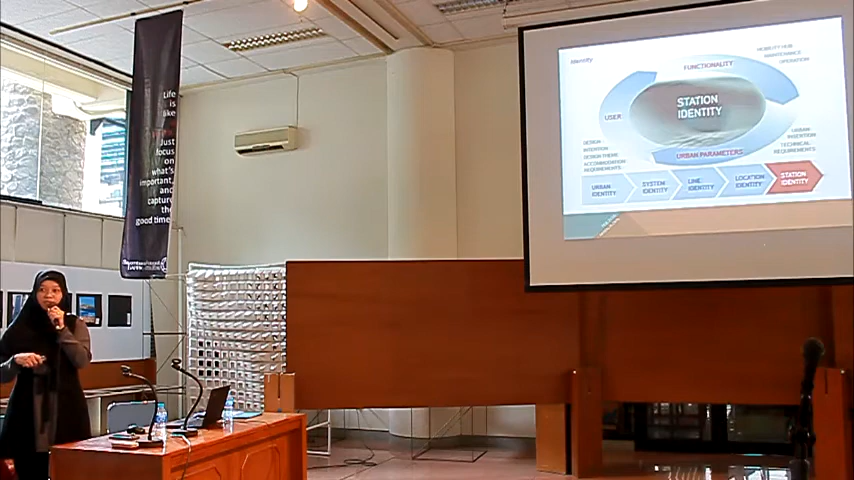 Life
is
like
Just
focus
on
what's
important
and
capture
the
good time
Identity
FUNCTIONALITY
MOBILITY HUB
MAINTENANCE
OPERATION
STATION
IDENTITY
USER
DESIGN
INTENTION
DESIGN THEME
ACCOMMODATION
REQUIREMENTS
URBAN PARAMETERS
URBAN
INSERTION
TECHNICAL
REQUIREMENTS
URBAN
IDENTITY
SYSTEM
IDENTITY
LINE
IDENTITY
LOCATION
IDENTITY
STATION
IDENTITY